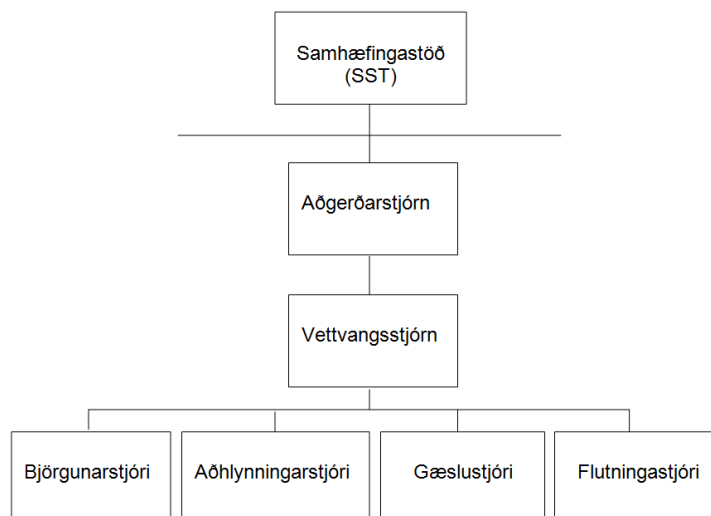 Samhæfingastöð
(SST)
Aðgerðarstjórn
Vettvangsstjórn
Björgunarstjóri
Aðhlynningarstjóri
Gæslustjóri
Flutningastjóri